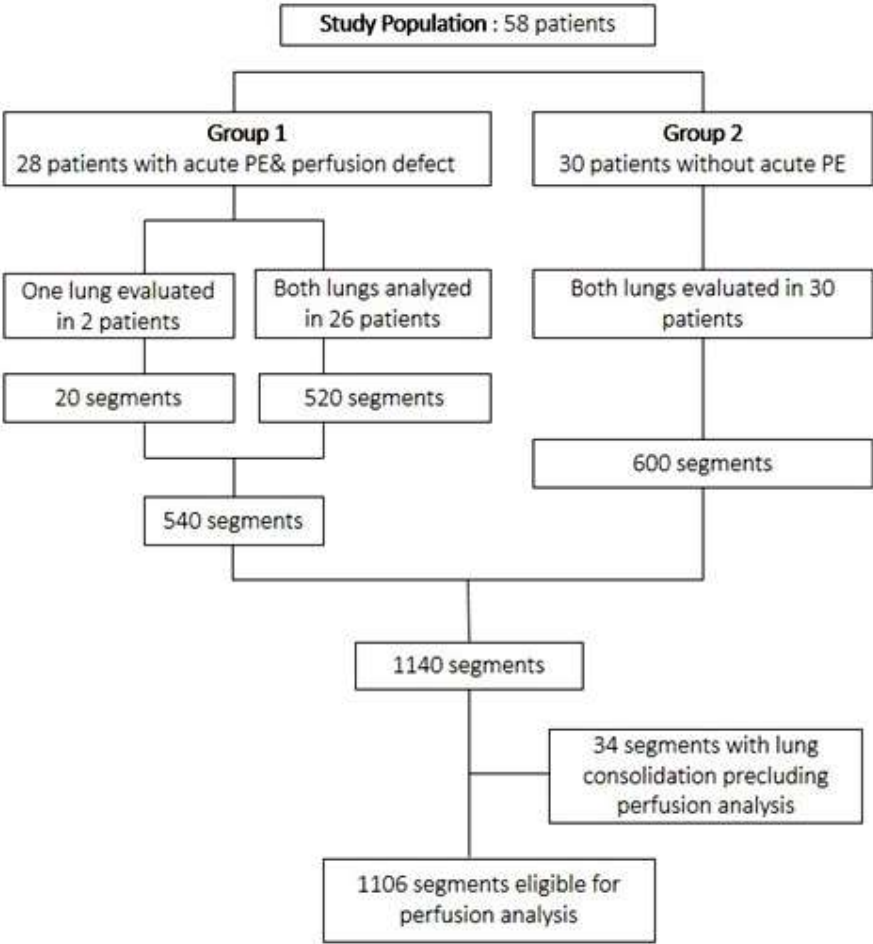 Study Population : 58 patients
Group 1
28 patients with acute PE& perfusion defect
Group 2
30 patients without acute PE
One lung evaluated
in 2 patients
Both lungs analyzed
in 26 patients
Both lungs evaluated in 30
patients
20 segments
520 segments
600 segments
540 segments
1140 segments
34 segments with lung
consolidation precluding
perfusion analysis
1106 segments eligible for
perfusion analysis